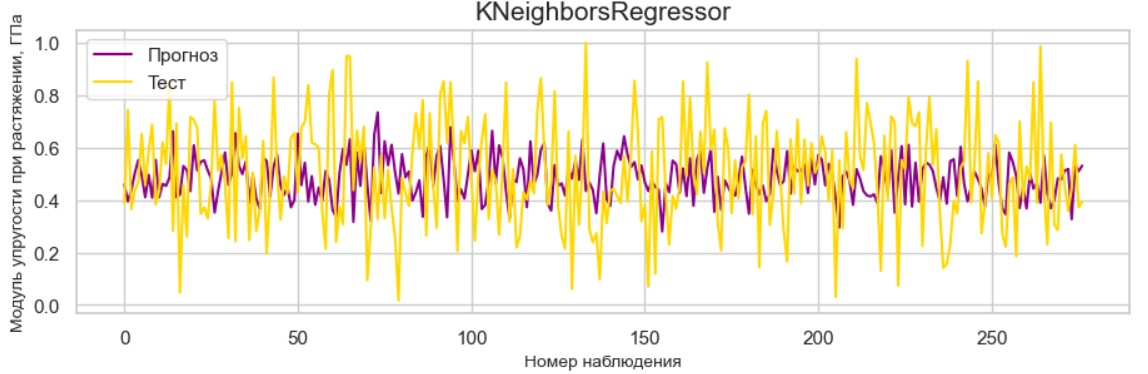 KNeighborsRegressor
Модуль упругости при растяжении, ГПа
1.0
0.8
0.6
0.4
0.2
0.0
Прогноз
Тест
0 50 100 150 200 250
Номер наблюдения